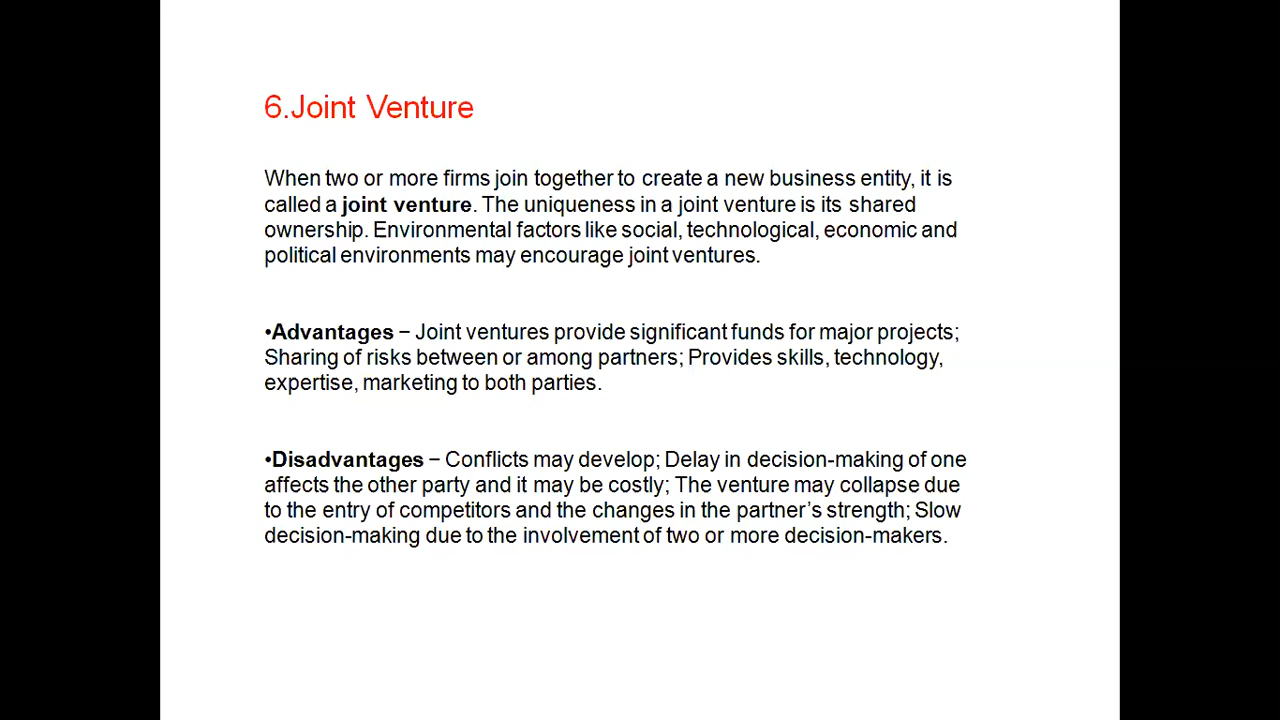 6.Joint Venture
When two or more firms join together to create a new business entity, it is
called a joint venture. The uniqueness in a joint venture is its shared
ownership. Environmental factors like social, technological, economic and
political environments may encourage joint ventures.
•Advantages − Joint ventures provide significant funds for major projects;
Sharing of risks between or among partners; Provides skills, technology,
expertise, marketing to both parties.
•Disadvantages − Conflicts may develop; Delay in decision-making of one
affects the other party and it may be costly; The venture may collapse due
to the entry of competitors and the changes in the partner’s strength; Slow
decision-making due to the involvement of two or more decision-makers.